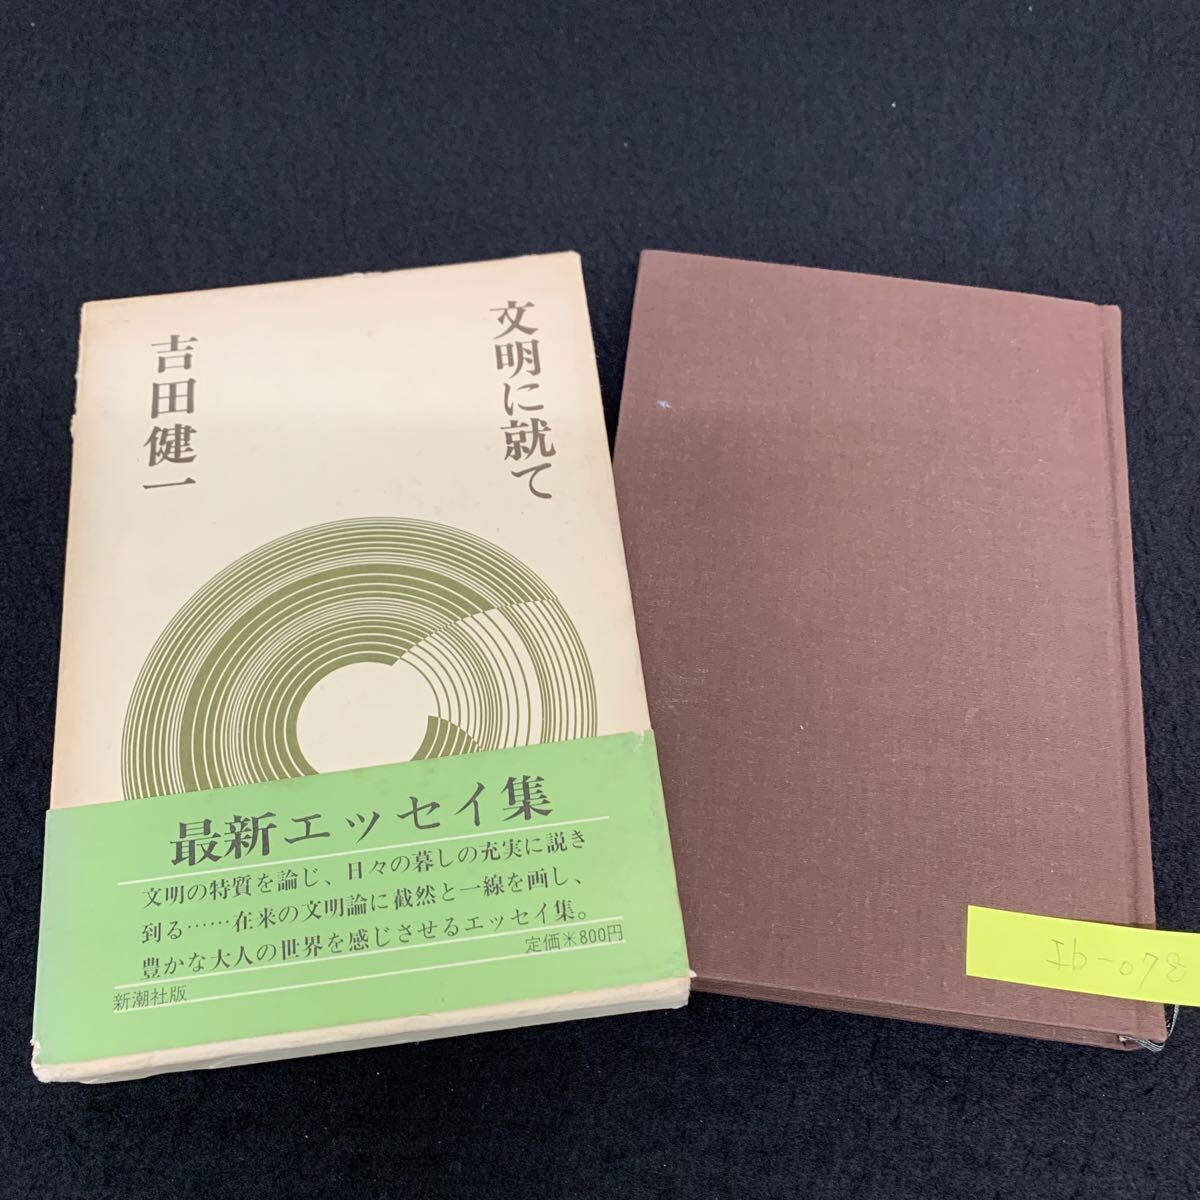 文明に就て
吉田健一
最新エッセイ集
文明の特質を論じ、日々の暮しの充実に説き
到る……在来の文明論に截然と一線を画し、
豊かな大人の世界を感じさせるエッセイ集。
定価※800円
新潮社版
Ib-078